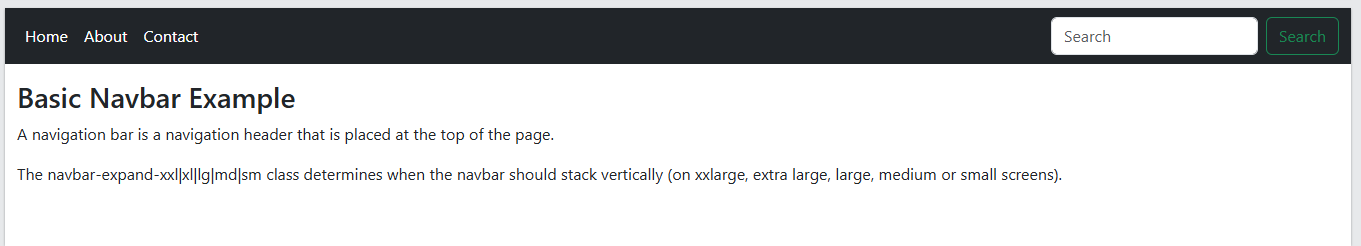 Home About Contact Search Search
Basic Navbar Example
A navigation bar is a navigation header that is placed at the top of the page.
The navbar-expand-xxl|xl|lg|md|sm class determines when the navbar should stack vertically (on xxlarge, extra large, large, medium or small screens).